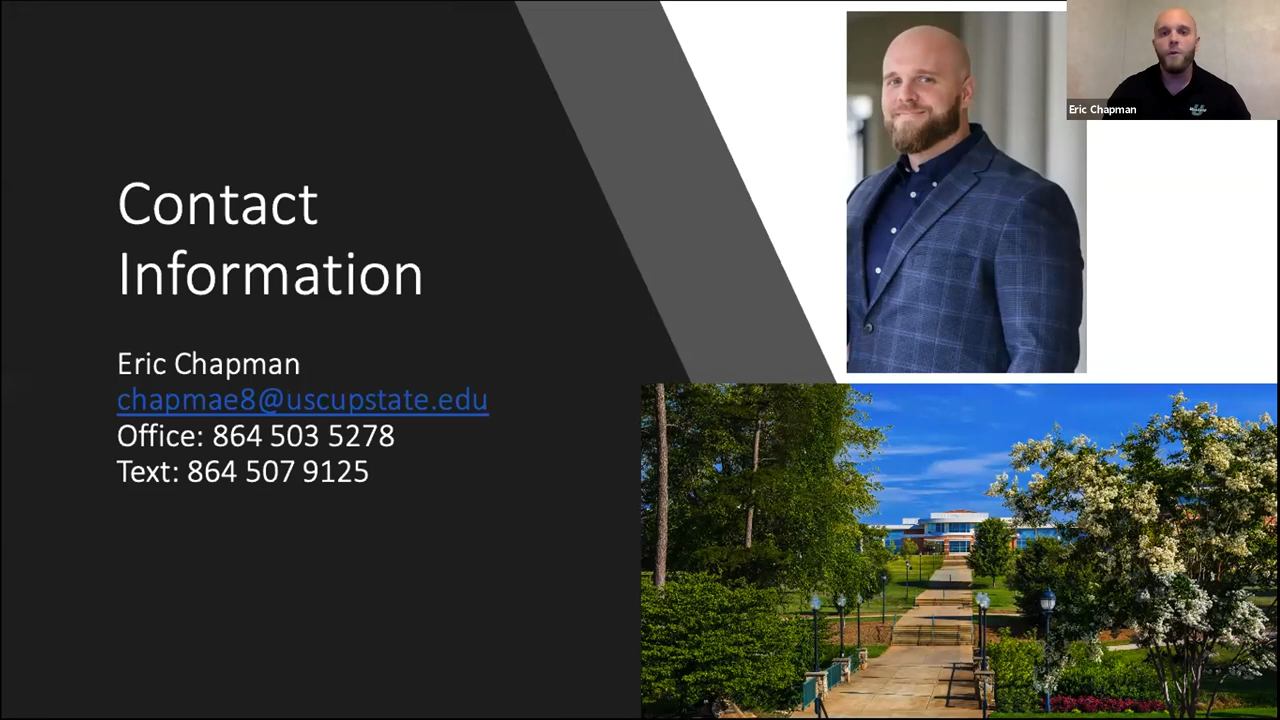 Contact
Information
Eric Chapman
chapmae8@uscupstate.edu
Office: 864 503 5278
Text: 864 507 9125
Eric Chapman